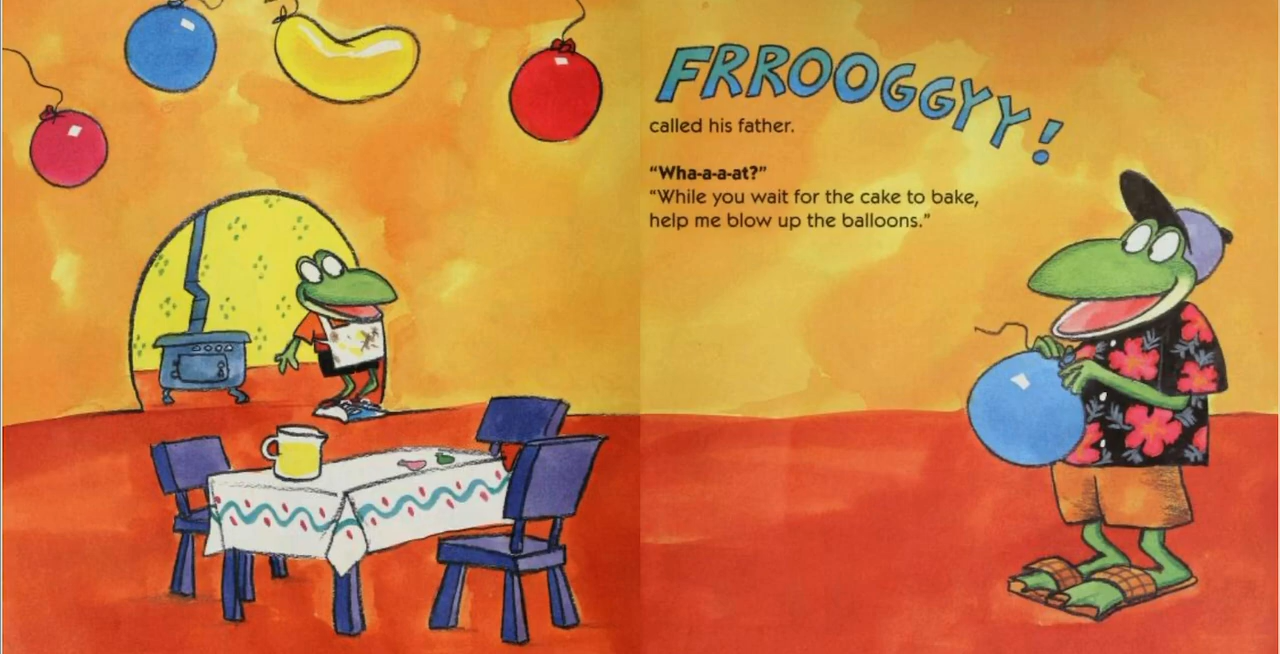 FRROOGGYY!
called his father.
“Wha-a-a-at?”
“While you wait for the cake to bake,
help me blow up the balloons.”